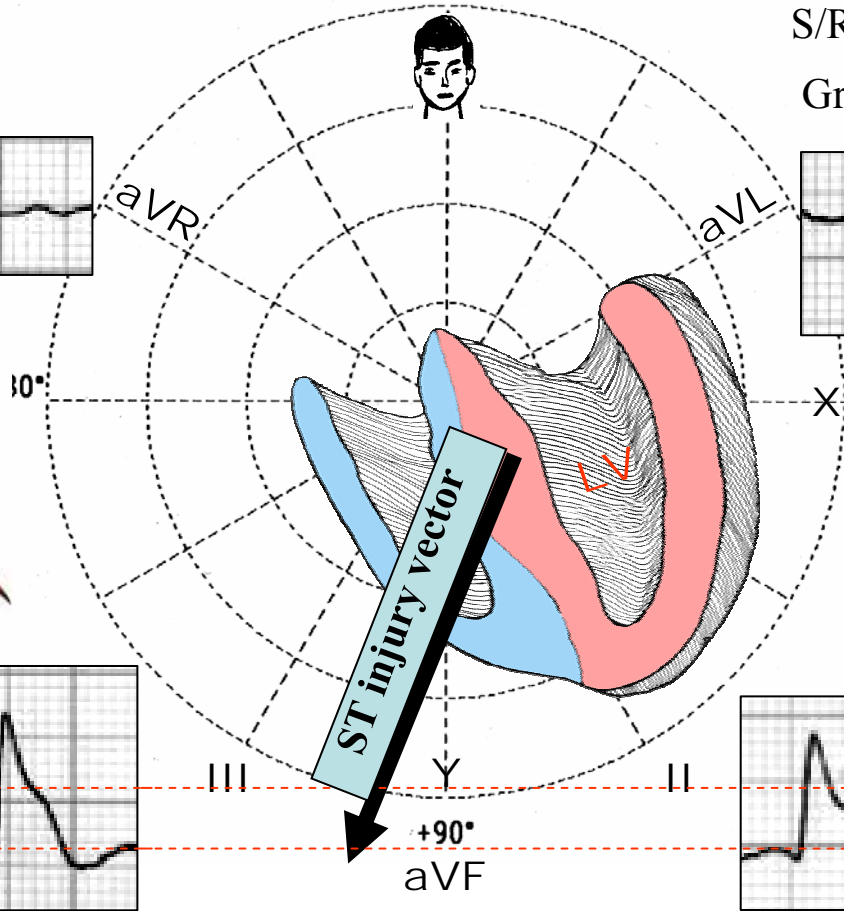 S/R
Gr
aVR
aVL
30°
X
LV
ST injury vector
III
Y
II
+90°
aVF